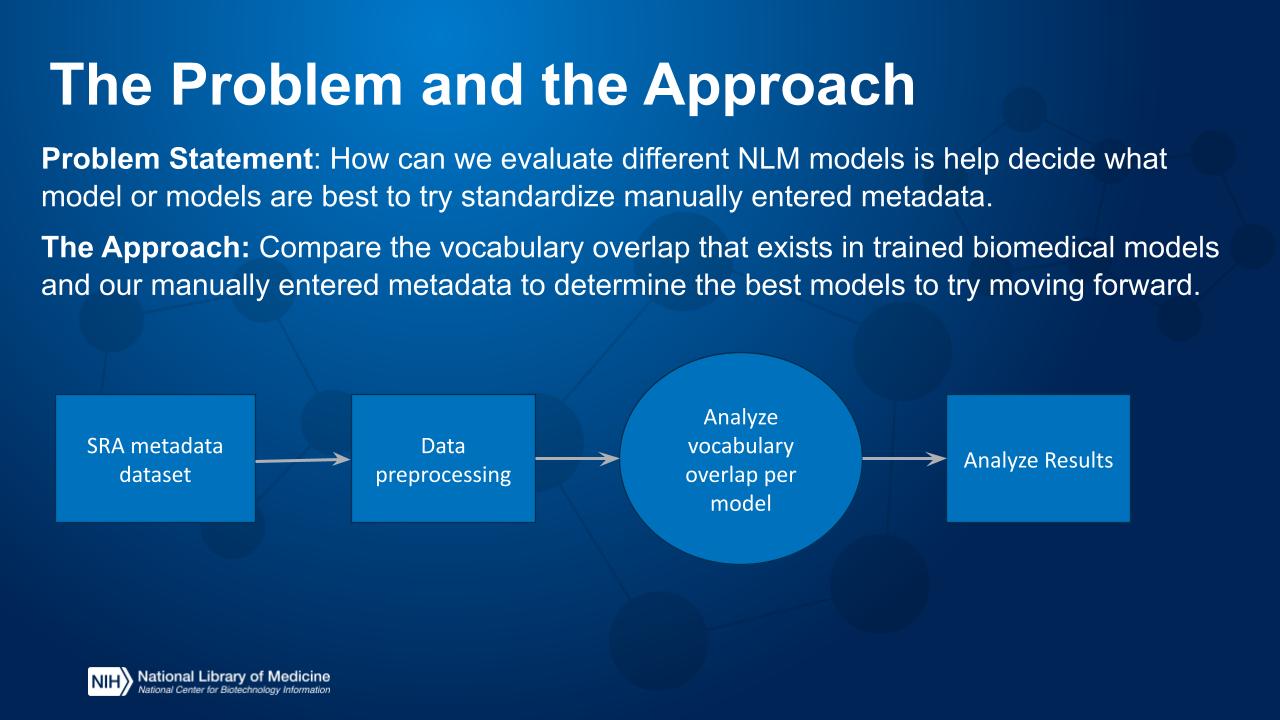 The Problem and the Approach
Problem Statement: How can we evaluate different NLM models is help decide what
model or models are best to try standardize manually entered metadata.
The Approach: Compare the vocabulary overlap that exists in trained biomedical models
and our manually entered metadata to determine the best models to try moving forward.
SRA metadata
dataset
Data
preprocessing
Analyze
vocabulary
overlap per
model
Analyze Results
NIH National Library of Medicine
National Center for Biotechnology Information